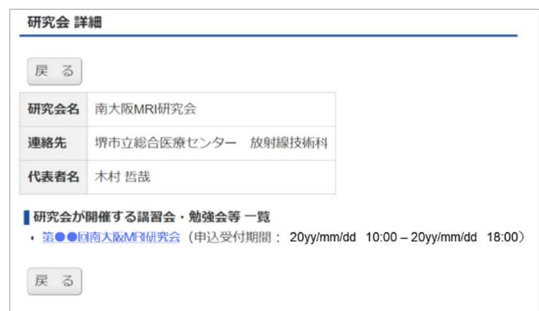 研究会 詳細
戻 る
研究会名 南大阪MRI研究会
連絡先 堺市立総合医療センター 放射線技術科
代表者名 木村 哲哉
研究会が開催する講習会・勉強会等 一覧
・ 第●●回南大阪MRI研究会 (申込受付期間: 20yy/mm/dd 10:00 – 20yy/mm/dd 18:00)
戻 る